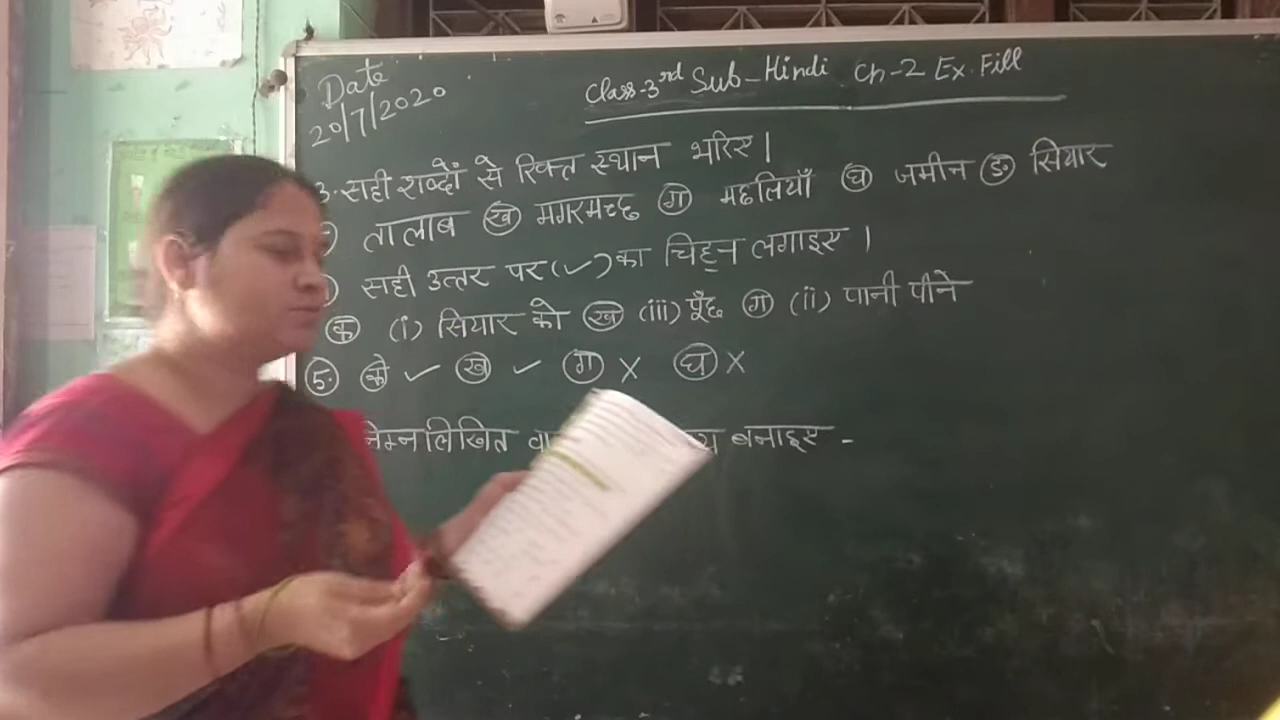 Date
20/7/2020
Class-3rd Sub-Hindi Ch-2 Ex. Fill
3. सही शब्दों से रिक्त स्थान भरिए।
तालाब (ख) मगरमच्छ (ग) मछलियाँ (घ) जमीन (ङ) सियार
सही उत्तर पर (✓) का चिह्न लगाइए।
(क) (i) सियार को (ख) (iii) पूँछ (ग) (ii) पानी पीने
(5.) (क) ✓ (ख) ✓ (ग) × (घ) ×
निम्नलिखित बनाइए -